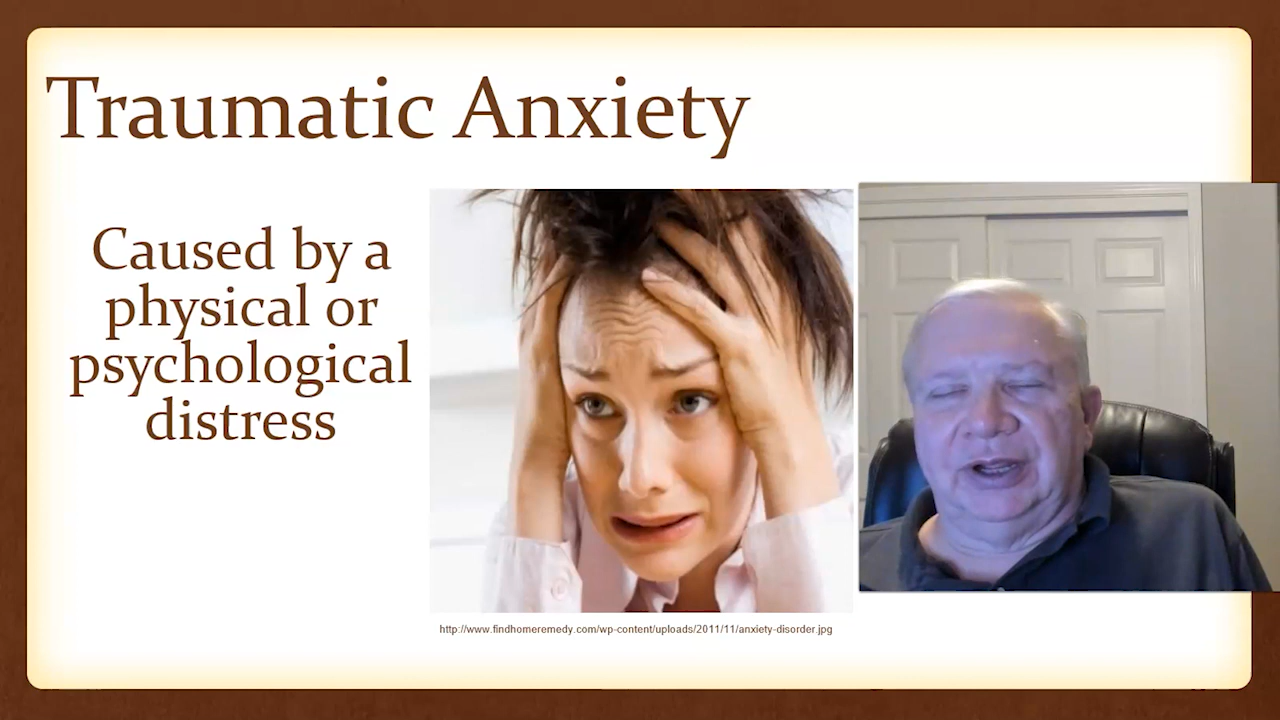 Traumatic Anxiety
Caused by a
physical or
psychological
distress
http://www.findhomeremedy.com/wp-content/uploads/2011/11/anxiety-disorder.jpg